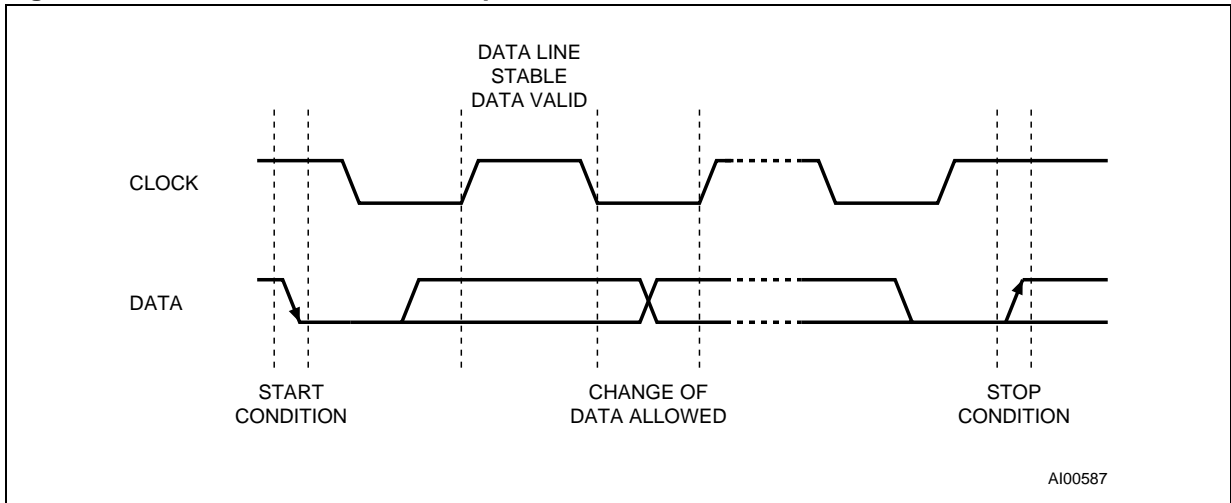 DATA LINE
STABLE
DATA VALID
CLOCK
DATA
START
CONDITION
CHANGE OF
DATA ALLOWED
STOP
CONDITION
AI00587